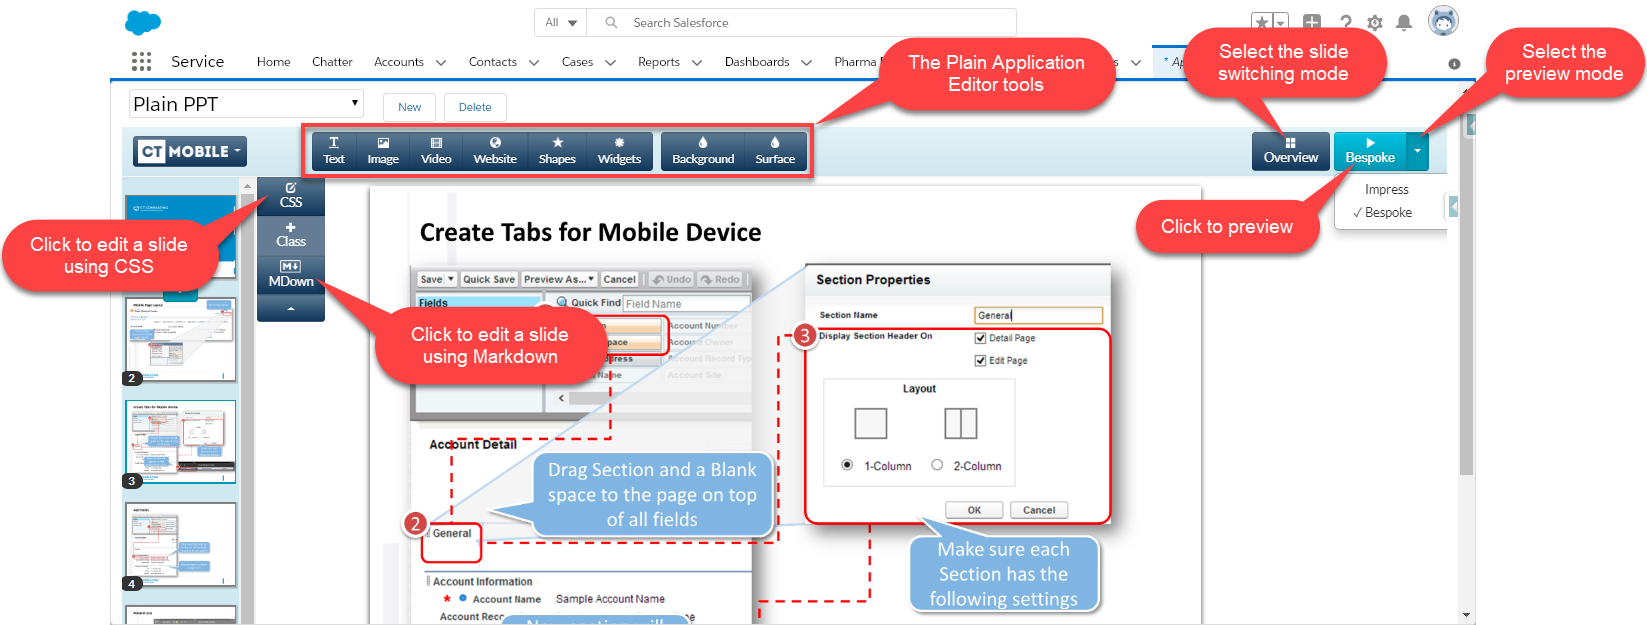 All
Search Salesforce
Service
Home
Chatter
Accounts
Contacts
Cases
Reports
Dashboards
Pharma
* Ap
The Plain Application
Editor tools
Select the slide
switching mode
Select the
preview mode
Plain PPT
New
Delete
CT MOBILE
Text
Image
Video
Website
Shapes
Widgets
Background
Surface
Overview
Bespoke
Impress
✓ Bespoke
Click to preview
CSS
Class
MDown
Click to edit a slide
using CSS
Click to edit a slide
using Markdown
2
3
4
Create Tabs for Mobile Device
Save
Quick Save
Preview As...
Cancel
Undo
Redo
Fields
Quick Find
Field Name
Account Number
Account Owner
Account Record Typ
Account Site
Account Detail
Drag Section and a Blank
space to the page on top
of all fields
2
General
Account Information
* Account Name
Sample Account Name
Account Reco
New section will
Section Properties
Section Name
General
3
Display Section Header On
Detail Page
Edit Page
Layout
1-Column
2-Column
OK
Cancel
Make sure each
Section has the
following settings